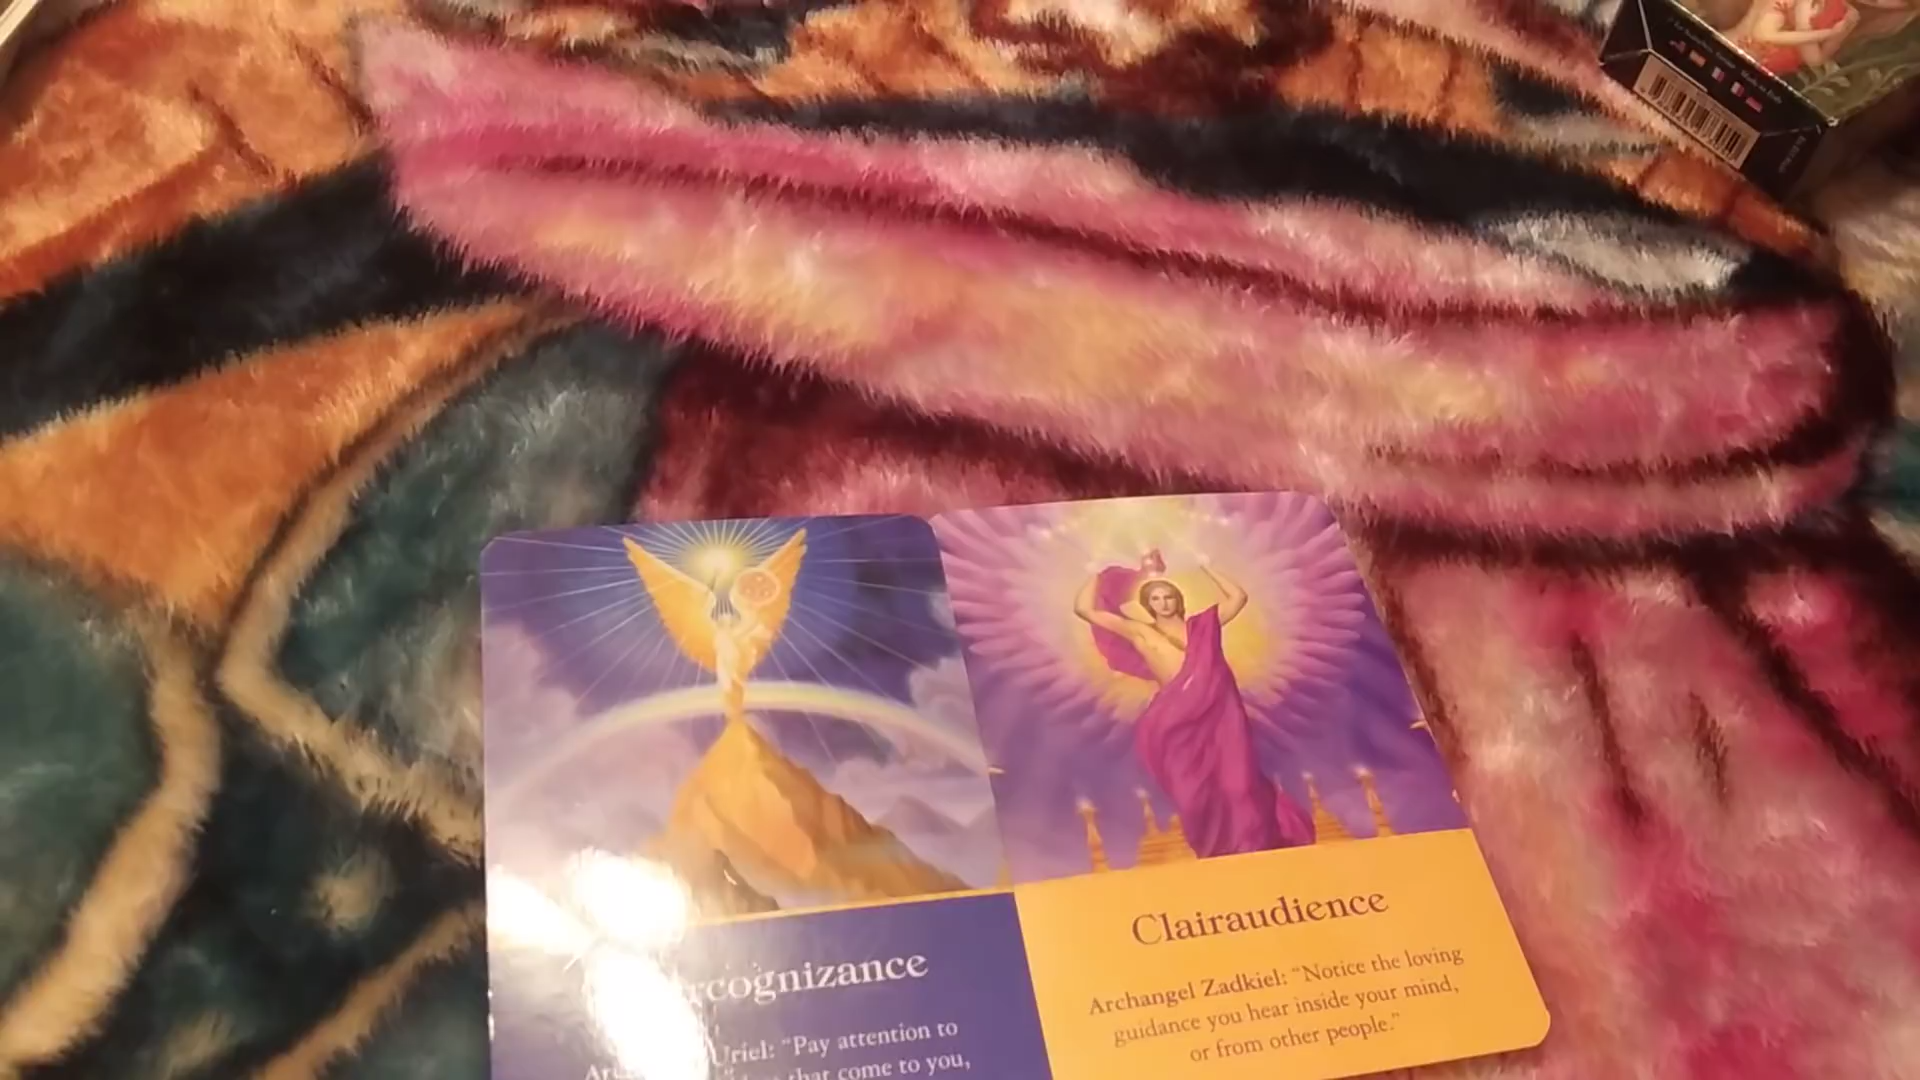 rcognizance
Uriel: “Pay attention to
that come to you,
Clairaudience
Archangel Zadkiel: “Notice the loving
guidance you hear inside your mind,
or from other people.”